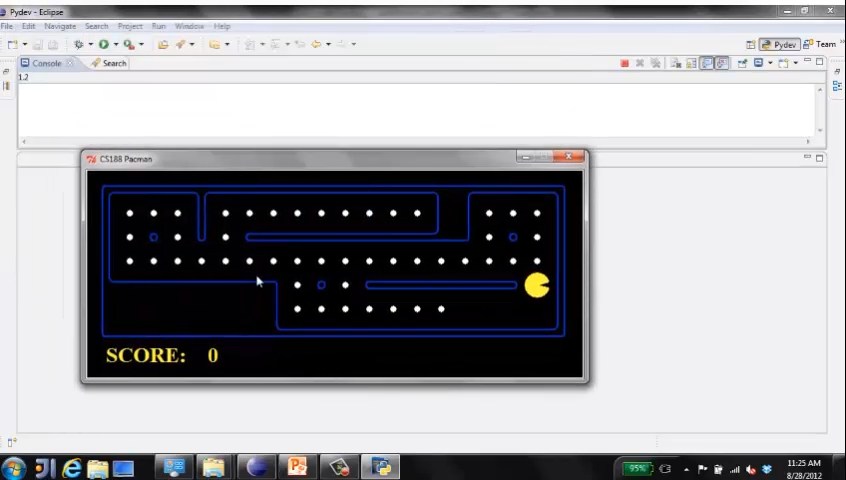 Pydev - Eclipse
File Edit Navigate Search Project Run Window Help
Pydev Team
Console Search
1.2
CS188 Pacman
SCORE: 0
95% 11:25 AM
8/28/2012